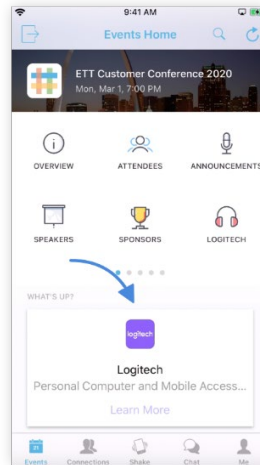 9:41 AM
Events Home
ETT Customer Conference 2020
Mon, Mar 1, 7:00 PM
OVERVIEW
ATTENDEES
ANNOUNCEMENTS
SPEAKERS
SPONSORS
LOGITECH
WHAT'S UP?
logitech
Logitech
Personal Computer and Mobile Access...
Learn More
Events
Connections
Shake
Chat
Me